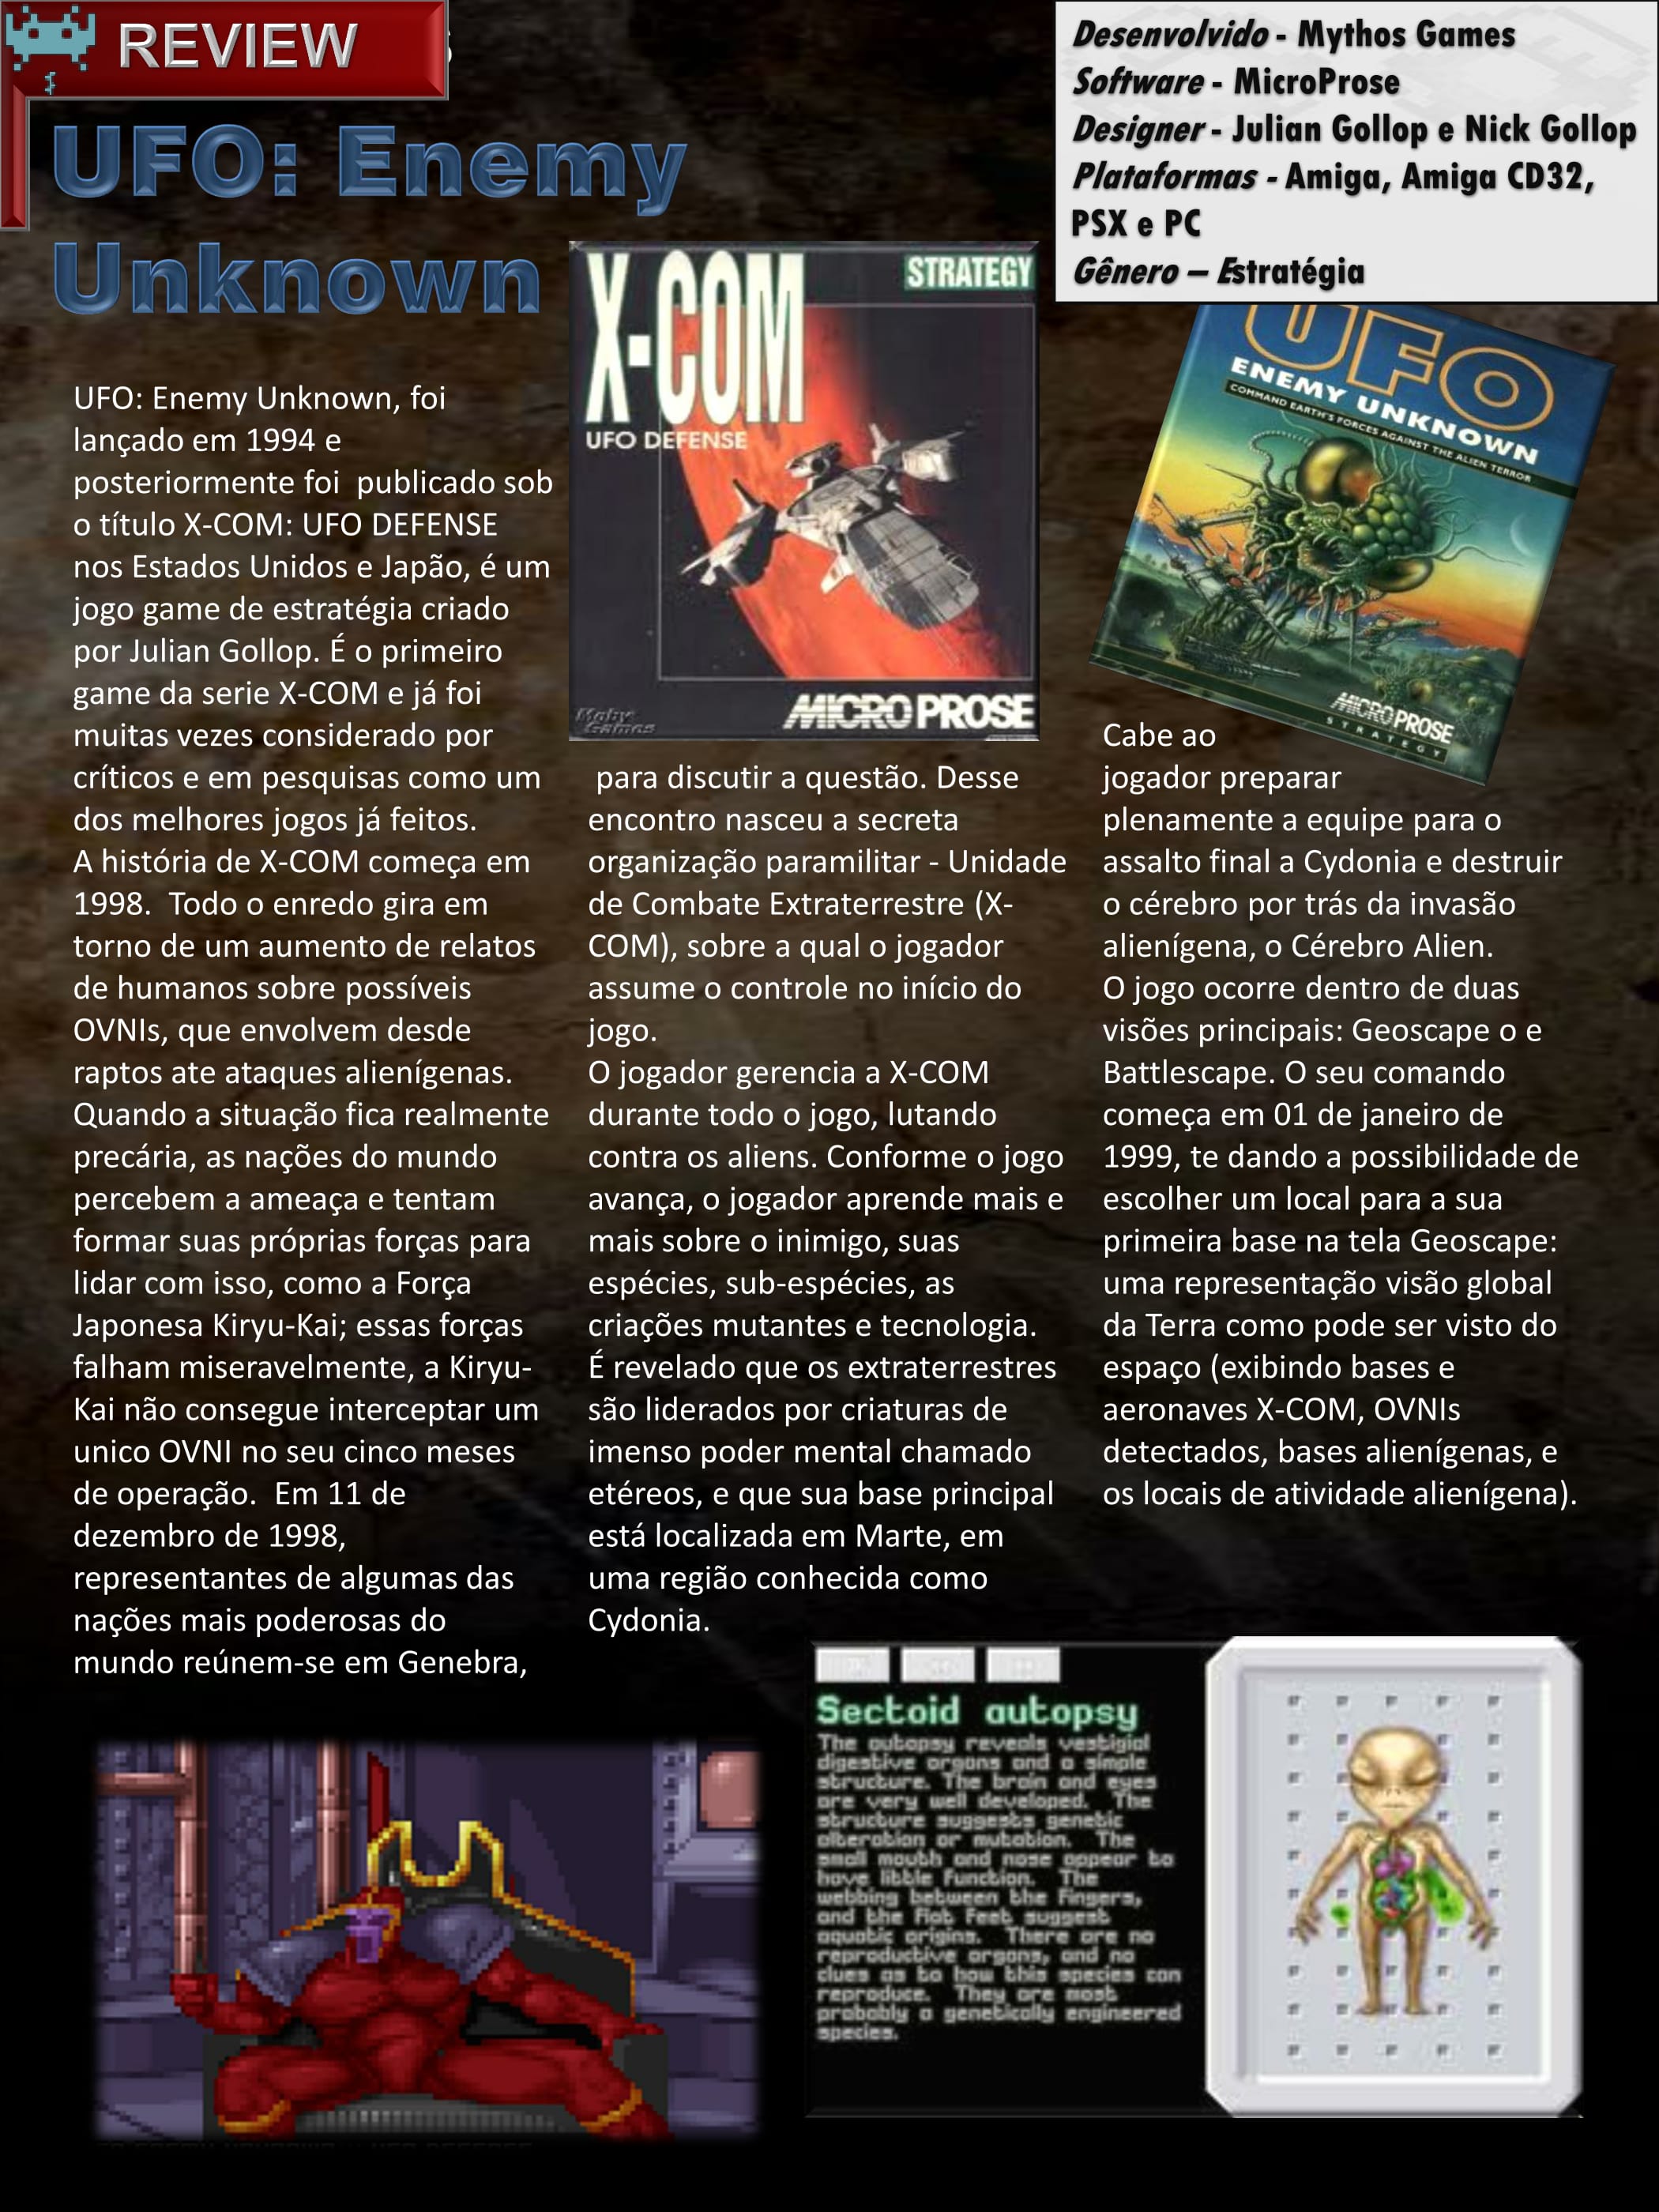 REVIEW
UFO: Enemy
Unknown
Desenvolvido - Mythos Games
Software - MicroProse
Designer - Julian Gollop e Nick Gollop
Plataformas - Amiga, Amiga CD32,
PSX e PC
Gênero – Estratégia
X-COM
UFO DEFENSE
STRATEGY
MICROPROSE
Moby
Games
UFO
ENEMY UNKNOWN
COMMAND EARTH'S FORCES AGAINST THE ALIEN TERROR
MICROPROSE
STRATEGY
UFO: Enemy Unknown, foi
lançado em 1994 e
posteriormente foi  publicado sob
o título X-COM: UFO DEFENSE
nos Estados Unidos e Japão, é um
jogo game de estratégia criado
por Julian Gollop. É o primeiro
game da serie X-COM e já foi
muitas vezes considerado por
críticos e em pesquisas como um
dos melhores jogos já feitos.
A história de X-COM começa em
1998.  Todo o enredo gira em
torno de um aumento de relatos
de humanos sobre possíveis
OVNIs, que envolvem desde
raptos ate ataques alienígenas.
Quando a situação fica realmente
precária, as nações do mundo
percebem a ameaça e tentam
formar suas próprias forças para
lidar com isso, como a Força
Japonesa Kiryu-Kai; essas forças
falham miseravelmente, a Kiryu-
Kai não consegue interceptar um
unico OVNI no seu cinco meses
de operação.  Em 11 de
dezembro de 1998,
representantes de algumas das
nações mais poderosas do
mundo reúnem-se em Genebra,
para discutir a questão. Desse
encontro nasceu a secreta
organização paramilitar - Unidade
de Combate Extraterrestre (X-
COM), sobre a qual o jogador
assume o controle no início do
jogo.
O jogador gerencia a X-COM
durante todo o jogo, lutando
contra os aliens. Conforme o jogo
avança, o jogador aprende mais e
mais sobre o inimigo, suas
espécies, sub-espécies, as
criações mutantes e tecnologia.
É revelado que os extraterrestres
são liderados por criaturas de
imenso poder mental chamado
etéreos, e que sua base principal
está localizada em Marte, em
uma região conhecida como
Cydonia.
Cabe ao
jogador preparar
plenamente a equipe para o
assalto final a Cydonia e destruir
o cérebro por trás da invasão
alienígena, o Cérebro Alien.
O jogo ocorre dentro de duas
visões principais: Geoscape o e
Battlescape. O seu comando
começa em 01 de janeiro de
1999, te dando a possibilidade de
escolher um local para a sua
primeira base na tela Geoscape:
uma representação visão global
da Terra como pode ser visto do
espaço (exibindo bases e
aeronaves X-COM, OVNIs
detectados, bases alienígenas, e
os locais de atividade alienígena).
Sectoid autopsy
The autopsy reveals vestigial
digestive organs and a simple
structure. The brain and eyes
are very well developed.  The
structure suggests genetic
alteration or mutation.  The
small mouth and nose appear to
have little function.  The
webbing between the fingers,
and the flat feet suggest
aquatic origins.  There are no
reproductive organs, and no
clues as to how this species can
reproduce.  They are most
probably a genetically engineered
species.